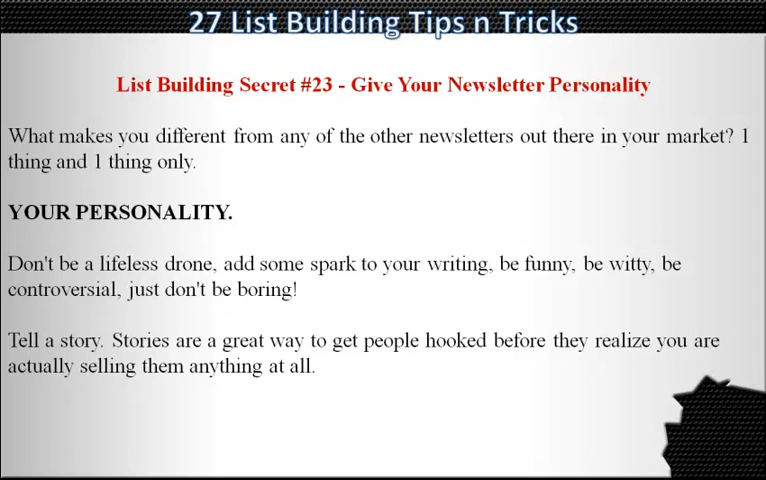 27 List Building Tips n Tricks
List Building Secret #23 - Give Your Newsletter Personality
What makes you different from any of the other newsletters out there in your market? 1
thing and 1 thing only.
YOUR PERSONALITY.
Don't be a lifeless drone, add some spark to your writing, be funny, be witty, be
controversial, just don't be boring!
Tell a story. Stories are a great way to get people hooked before they realize you are
actually selling them anything at all.